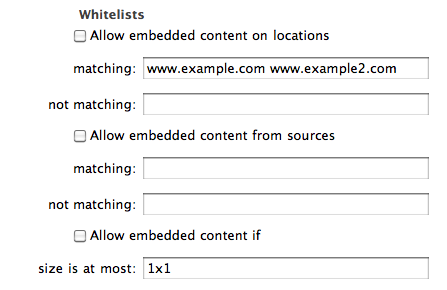 Whitelists
Allow embedded content on locations
matching: www.example.com www.example2.com
not matching:
Allow embedded content from sources
matching:
not matching:
Allow embedded content if
size is at most: 1x1